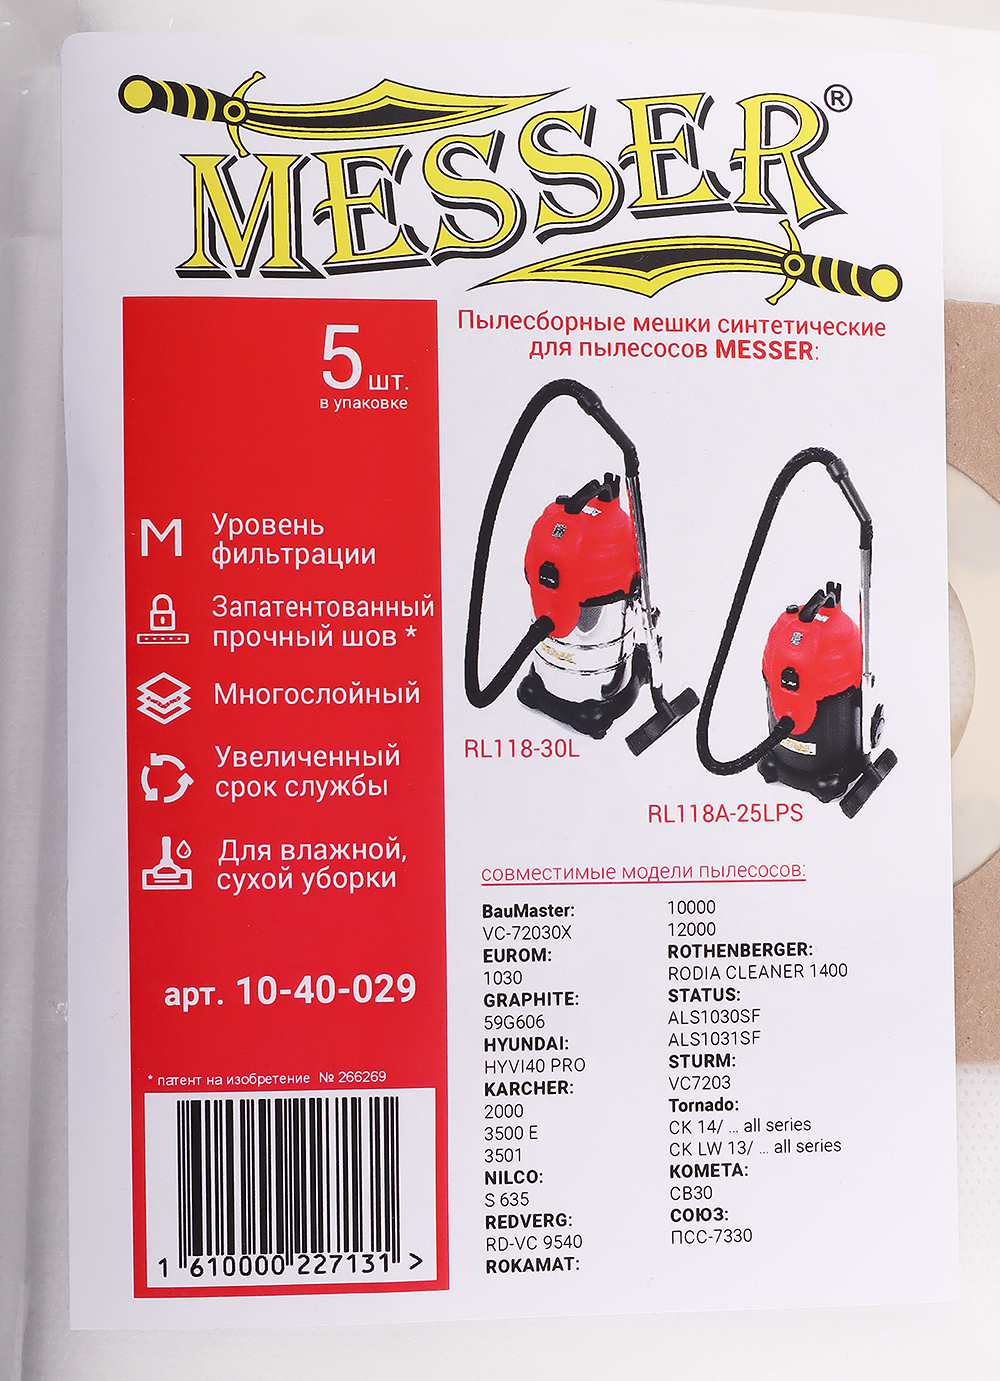 MESSER®
5 шт.
в упаковке
M
Уровень
фильтрации
Запатентованный
прочный шов *
Многослойный
Увеличенный
срок службы
Для влажной,
сухой уборки
арт. 10-40-029
* патент на изобретение № 266269
1 610000 227131 >
Пылесборные мешки синтетические
для пылесосов MESSER:
RL118-30L
RL118A-25LPS
совместимые модели пылесосов:
BauMaster:
VC-72030X
EUROM:
1030
GRAPHITE:
59G606
HYUNDAI:
HYVI40 PRO
KARCHER:
2000
3500 E
3501
NILCO:
S 635
REDVERG:
RD-VC 9540
ROKAMAT:
10000
12000
ROTHENBERGER:
RODIA CLEANER 1400
STATUS:
ALS1030SF
ALS1031SF
STURM:
VC7203
Tornado:
CK 14/ ... all series
CK LW 13/ ... all series
КОМЕТА:
СВ30
СОЮЗ:
ПСС-7330